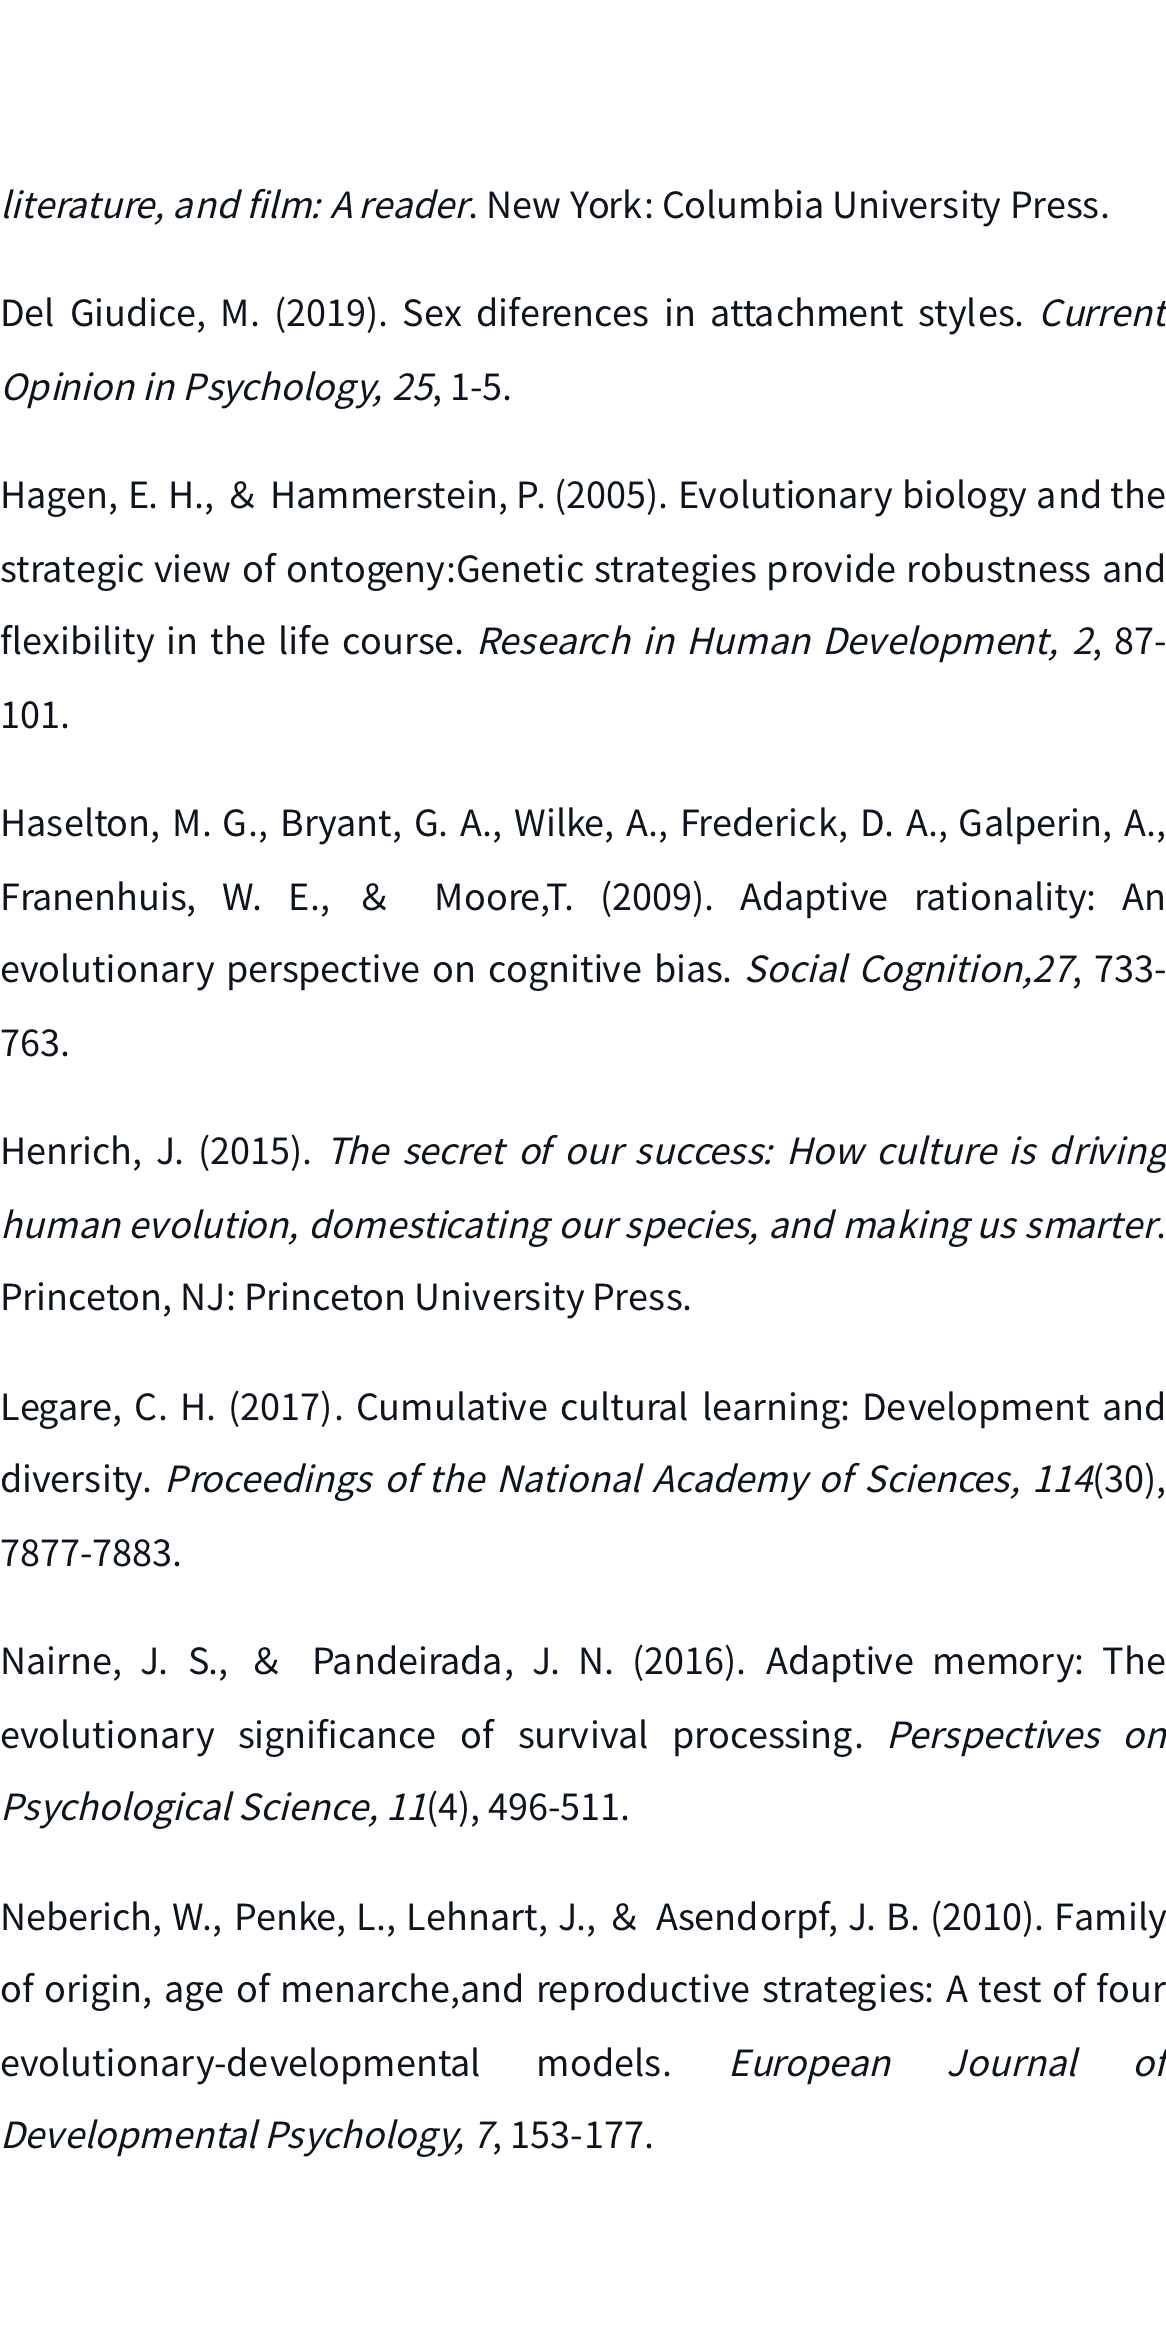 literature, and film: A reader. New York: Columbia University Press.
Del Giudice, M. (2019). Sex diferences in attachment styles. Current
Opinion in Psychology, 25, 1-5.
Hagen, E. H., & Hammerstein, P. (2005). Evolutionary biology and the
strategic view of ontogeny:Genetic strategies provide robustness and
flexibility in the life course. Research in Human Development, 2, 87-
101.
Haselton, M. G., Bryant, G. A., Wilke, A., Frederick, D. A., Galperin, A.,
Franenhuis, W. E., & Moore,T. (2009). Adaptive rationality: An
evolutionary perspective on cognitive bias. Social Cognition,27, 733-
763.
Henrich, J. (2015). The secret of our success: How culture is driving
human evolution, domesticating our species, and making us smarter.
Princeton, NJ: Princeton University Press.
Legare, C. H. (2017). Cumulative cultural learning: Development and
diversity. Proceedings of the National Academy of Sciences, 114(30),
7877-7883.
Nairne, J. S., & Pandeirada, J. N. (2016). Adaptive memory: The
evolutionary significance of survival processing. Perspectives on
Psychological Science, 11(4), 496-511.
Neberich, W., Penke, L., Lehnart, J., & Asendorpf, J. B. (2010). Family
of origin, age of menarche,and reproductive strategies: A test of four
evolutionary-developmental models. European Journal of
Developmental Psychology, 7, 153-177.